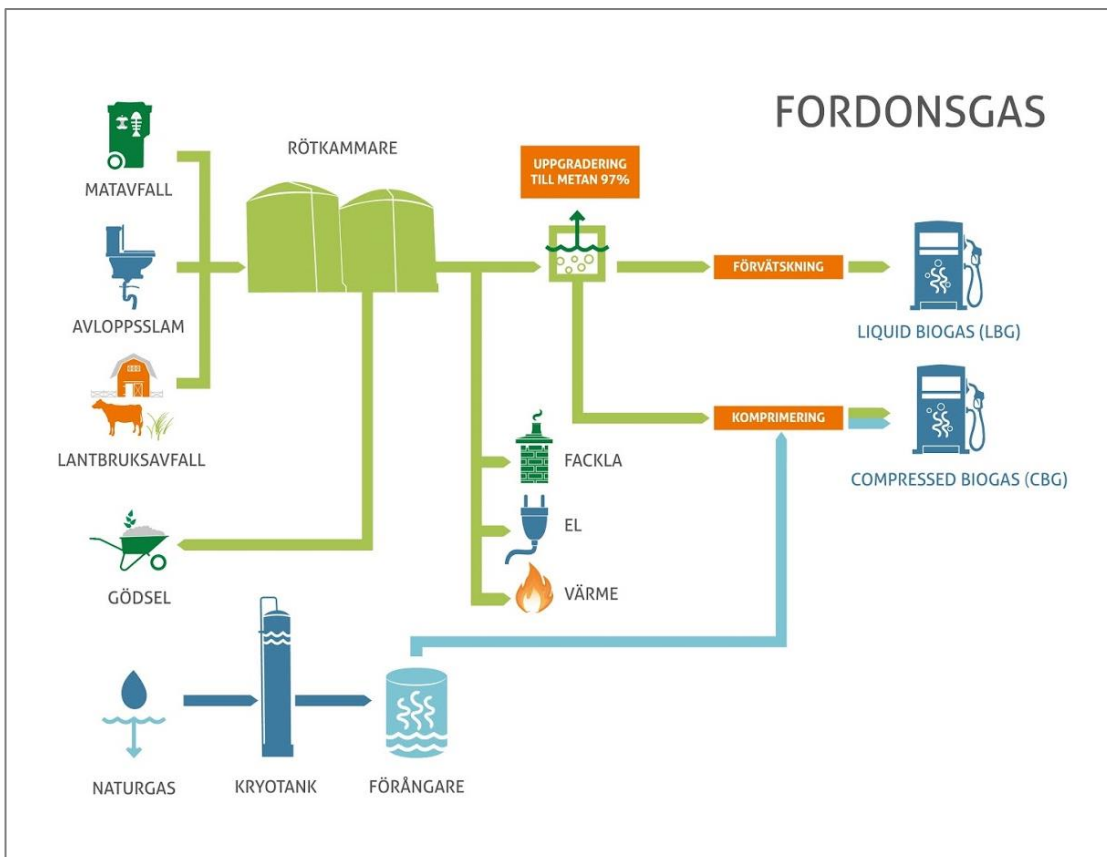 FORDONSGAS
MATAVFALL
RÖTKAMMARE
UPPGRADERING
TILL METAN 97%
AVLOPPSSLAM
FÖRVÄTSKNING
LIQUID BIOGAS (LBG)
LANTBRUKSAVFALL
KOMPRIMERING
COMPRESSED BIOGAS (CBG)
FACKLA
EL
VÄRME
GÖDSEL
NATURGAS
KRYOTANK
FÖRÅNGARE